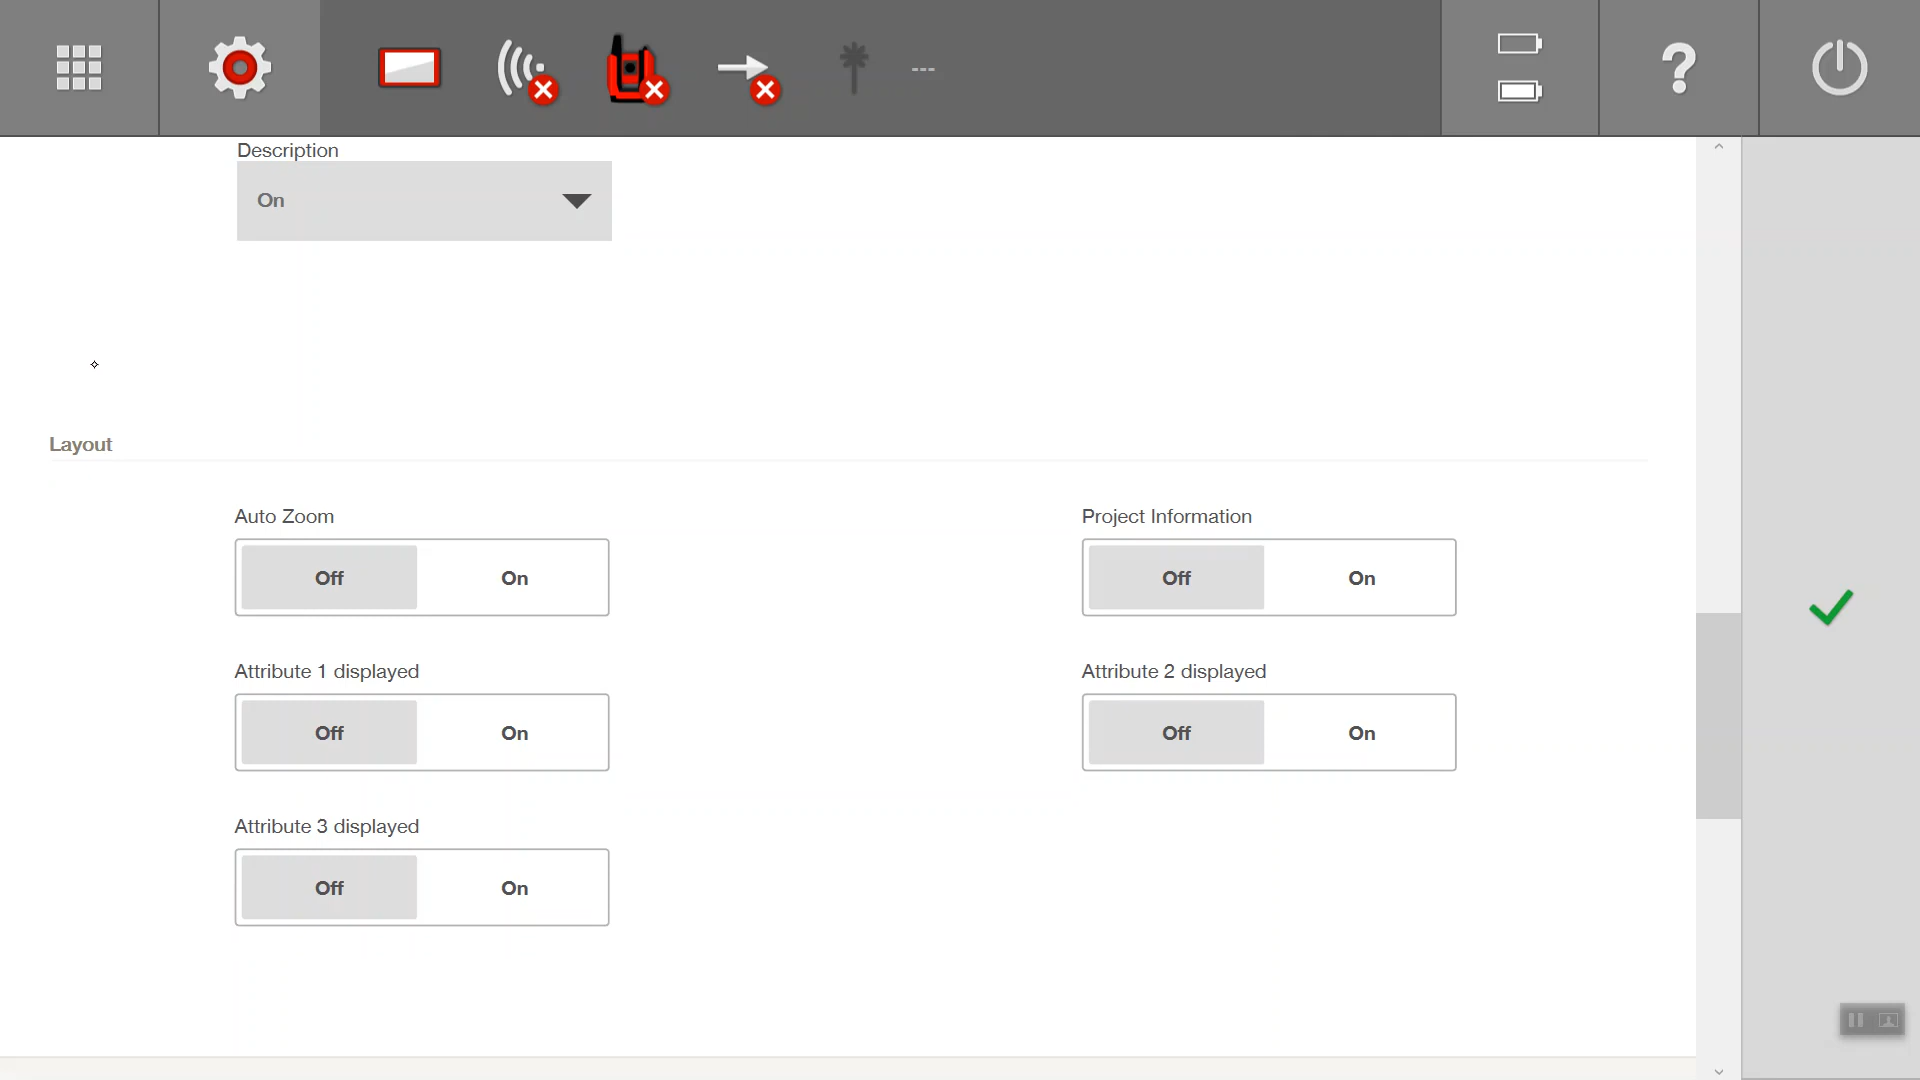 ---
?
Description
On
Layout
Auto Zoom
Project Information
Off On
Off On
Attribute 1 displayed
Attribute 2 displayed
Off On
Off On
Attribute 3 displayed
Off On